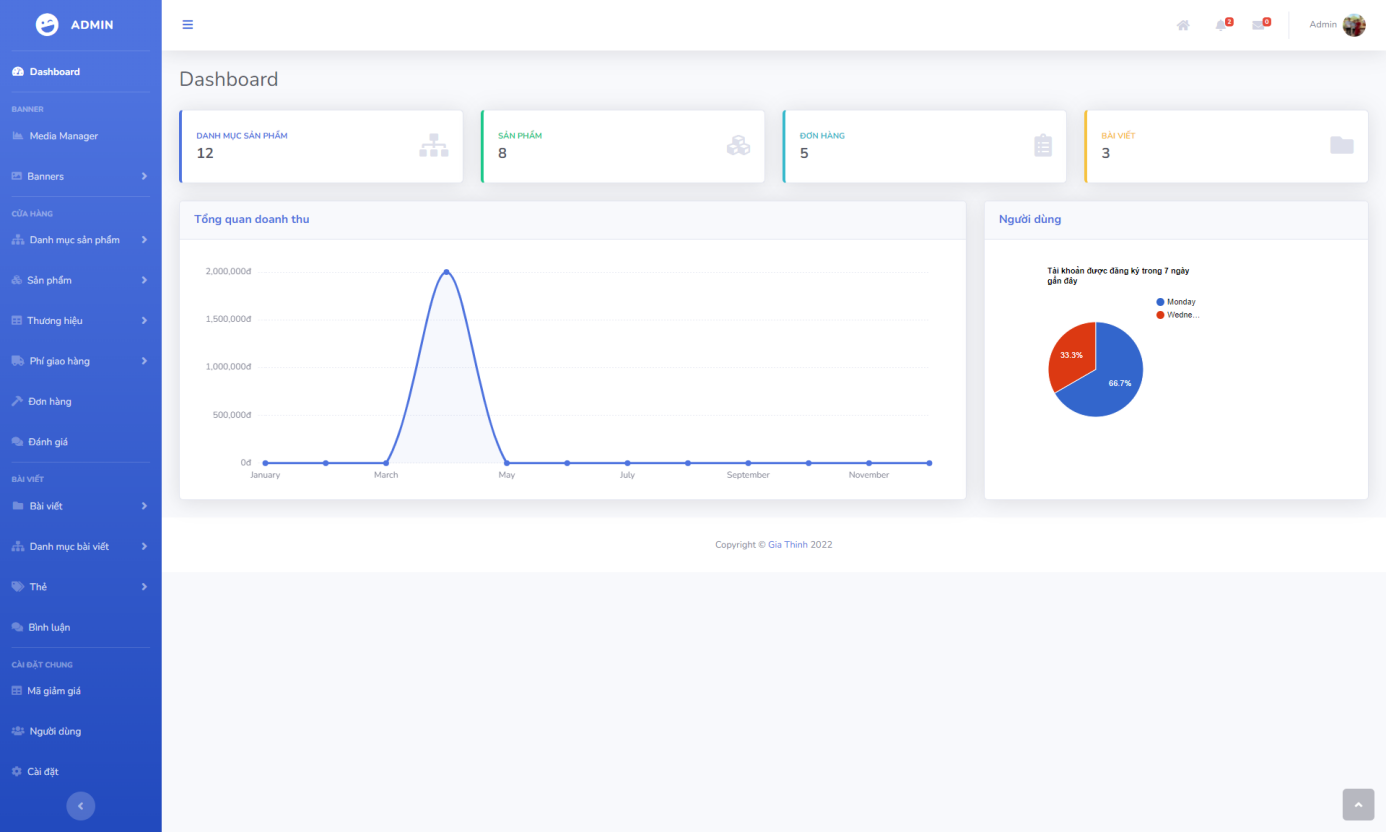 ADMIN
Dashboard
BANNER
Media Manager
Banners
CỬA HÀNG
Danh mục sản phẩm
Sản phẩm
Thương hiệu
Phí giao hàng
Đơn hàng
Đánh giá
BÀI VIẾT
Bài viết
Danh mục bài viết
Thẻ
Bình luận
CÀI ĐẶT CHUNG
Mã giảm giá
Người dùng
Cài đặt
2
0
Admin
Dashboard
DANH MỤC SẢN PHẨM
12
SẢN PHẨM
8
ĐƠN HÀNG
5
BÀI VIẾT
3
Tổng quan doanh thu
2,000,000đ
1,500,000đ
1,000,000đ
500,000đ
0đ
January March May July September November
Người dùng
Tài khoản được đăng ký trong 7 ngày
gần đây
Monday
Wedne...
33.3%
66.7%
Copyright © Gia Thinh 2022